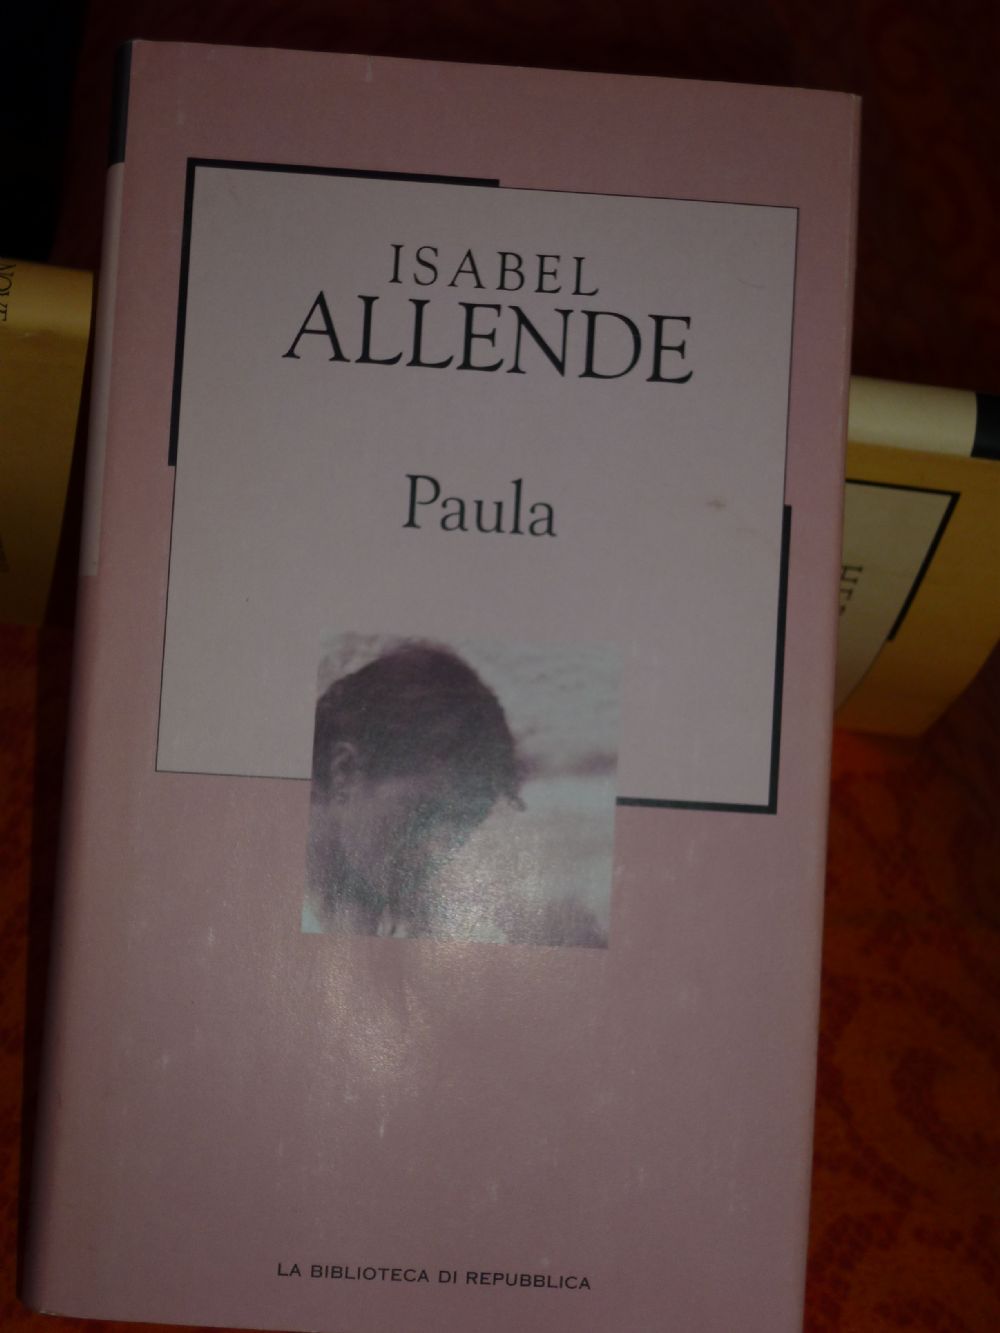 ISABEL
ALLENDE
Paula
LA BIBLIOTECA DI REPUBBLICA